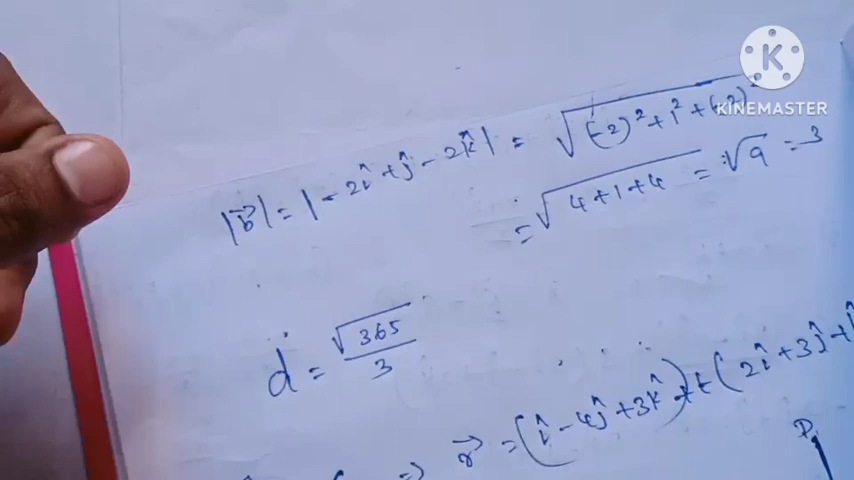 K
KINEMASTER
|b⃗| = |-2î + ĵ - 2k̂| = √((-2)² + 1² + (-2)²)
= √(4+1+4) = √9 = 3
d = √365/3
⇒ r⃗ = (î - 4ĵ + 3k̂) + t(2î + 3ĵ +
P